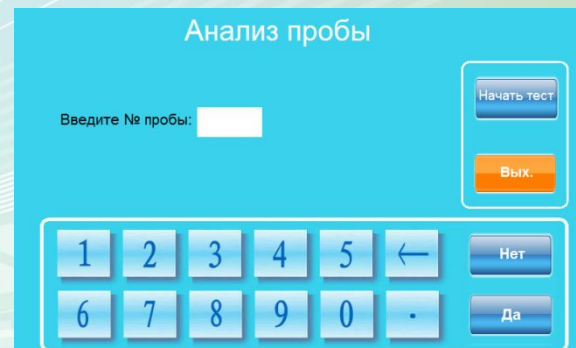 Анализ пробы
Введите № пробы:
Начать тест
Вых.
1 2 3 4 5 ← Нет
6 7 8 9 0 . Да